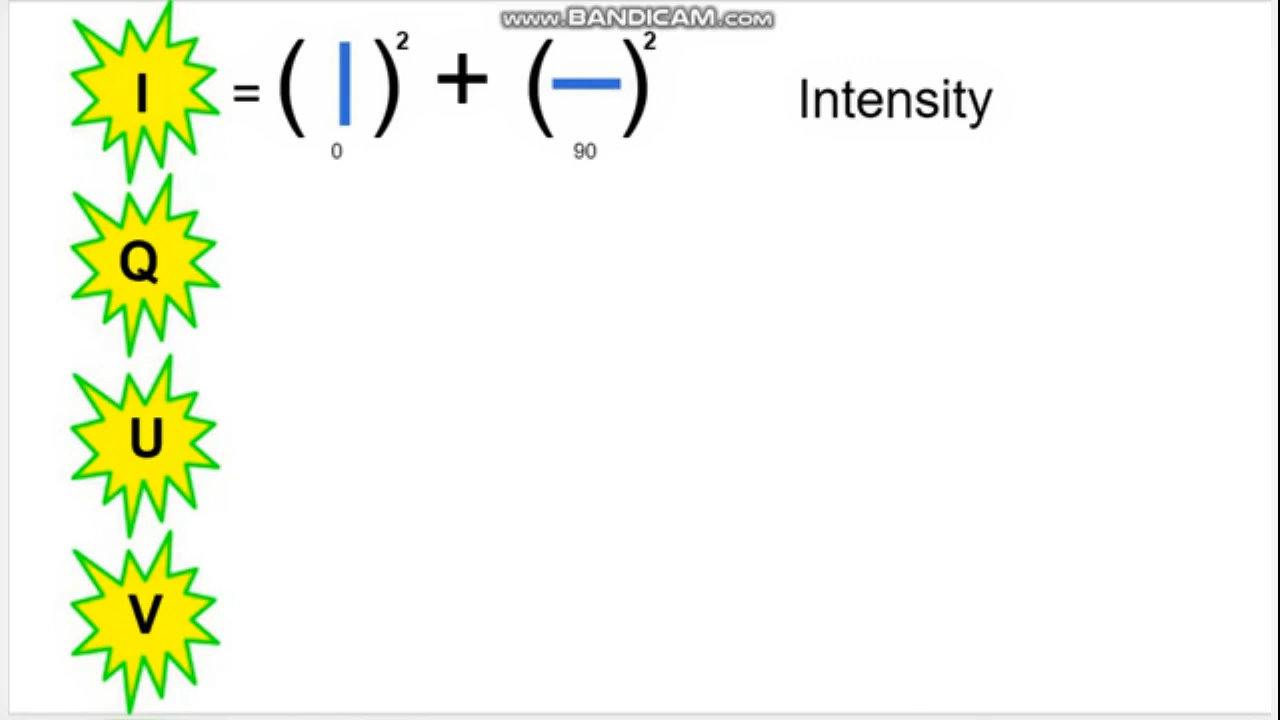 www.BANDICAM.com
I = ( | )² + ( — )² Intensity
0 90
Q
U
V